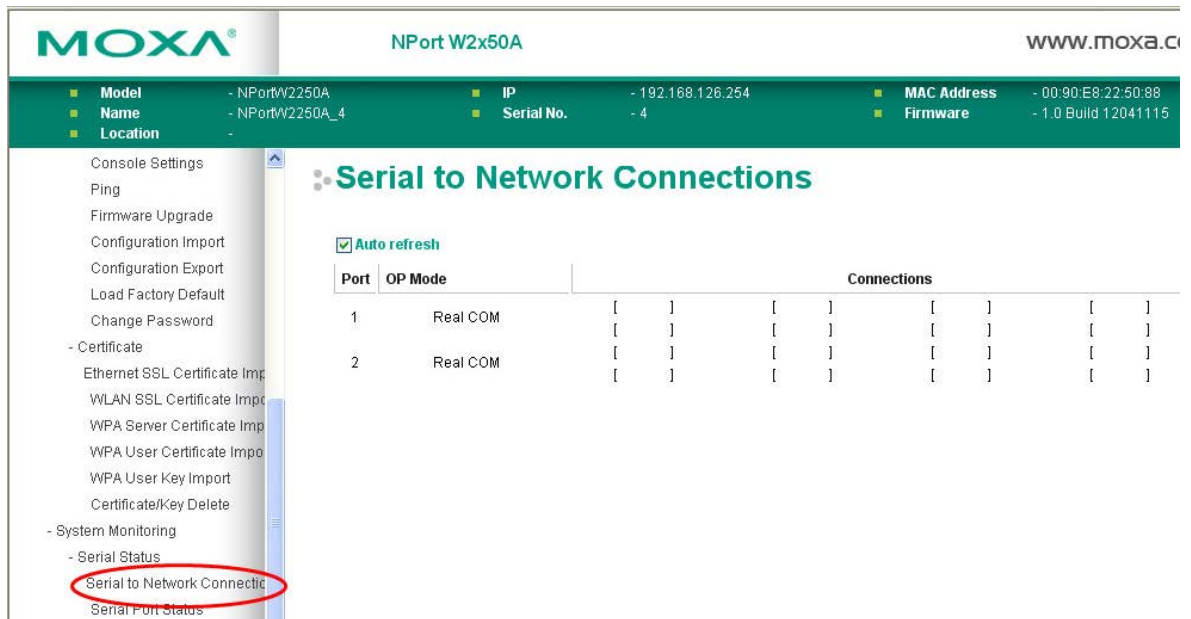 MOXA®
NPort W2x50A
www.moxa.co
Model - NPortW2250A
IP - 192.168.126.254
MAC Address - 00:90:E8:22:50:88
Name - NPortW2250A_4
Serial No. - 4
Firmware - 1.0 Build 12041115
Location -
Console Settings
Ping
Firmware Upgrade
Configuration Import
Configuration Export
Load Factory Default
Change Password
- Certificate
Ethernet SSL Certificate Imp
WLAN SSL Certificate Impo
WPA Server Certificate Imp
WPA User Certificate Impo
WPA User Key Import
Certificate/Key Delete
- System Monitoring
- Serial Status
Serial to Network Connectio
Serial Port Status
Serial to Network Connections
Auto refresh
Port OP Mode Connections
1 Real COM [ ] [ ] [ ] [ ]
[ ] [ ] [ ] [ ]
2 Real COM [ ] [ ] [ ] [ ]
[ ] [ ] [ ] [ ]